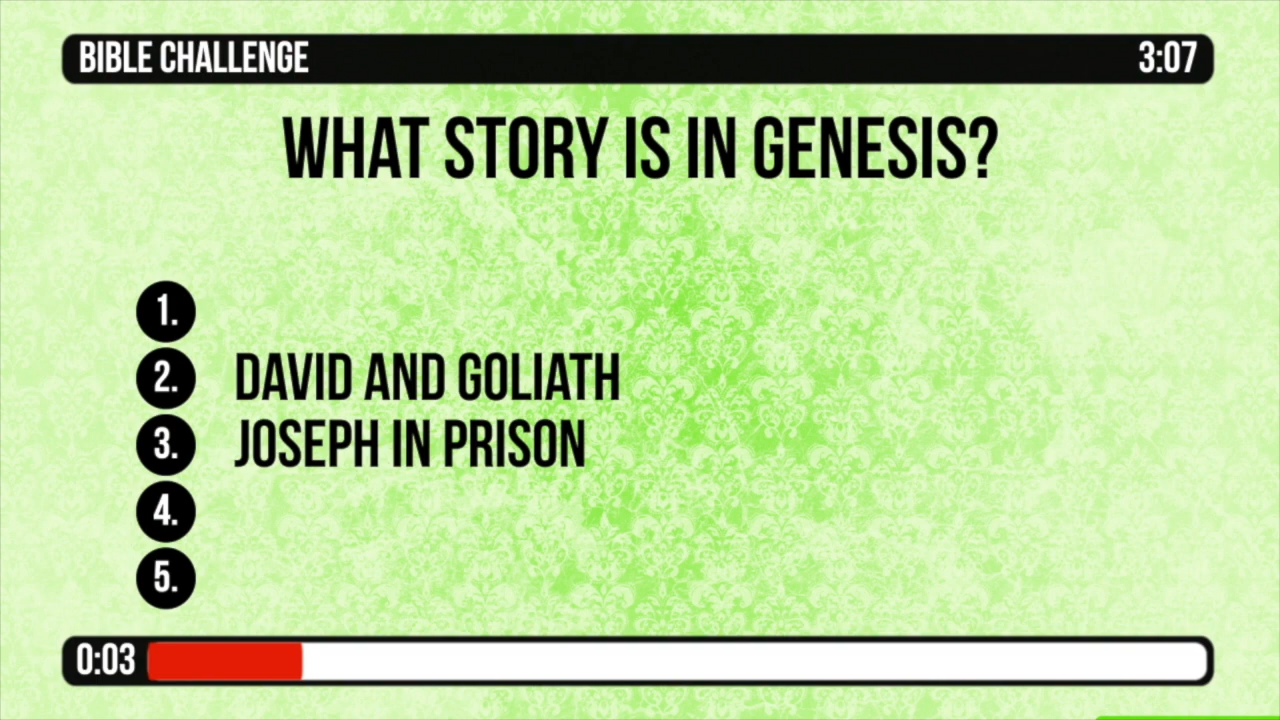 BIBLE CHALLENGE 3:07
WHAT STORY IS IN GENESIS?
1.
2. DAVID AND GOLIATH
3. JOSEPH IN PRISON
4.
5.
0:03